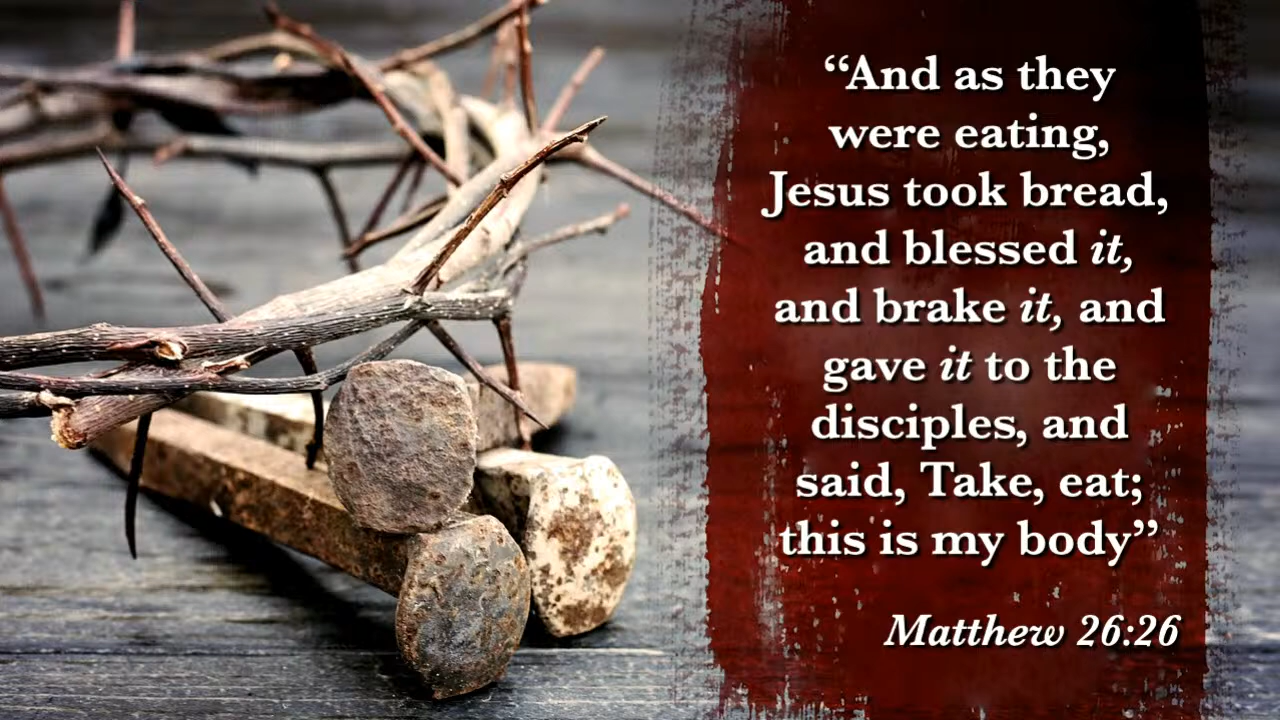 “And as they
were eating,
Jesus took bread,
and blessed it,
and brake it, and
gave it to the
disciples, and
said, Take, eat;
this is my body”
Matthew 26:26